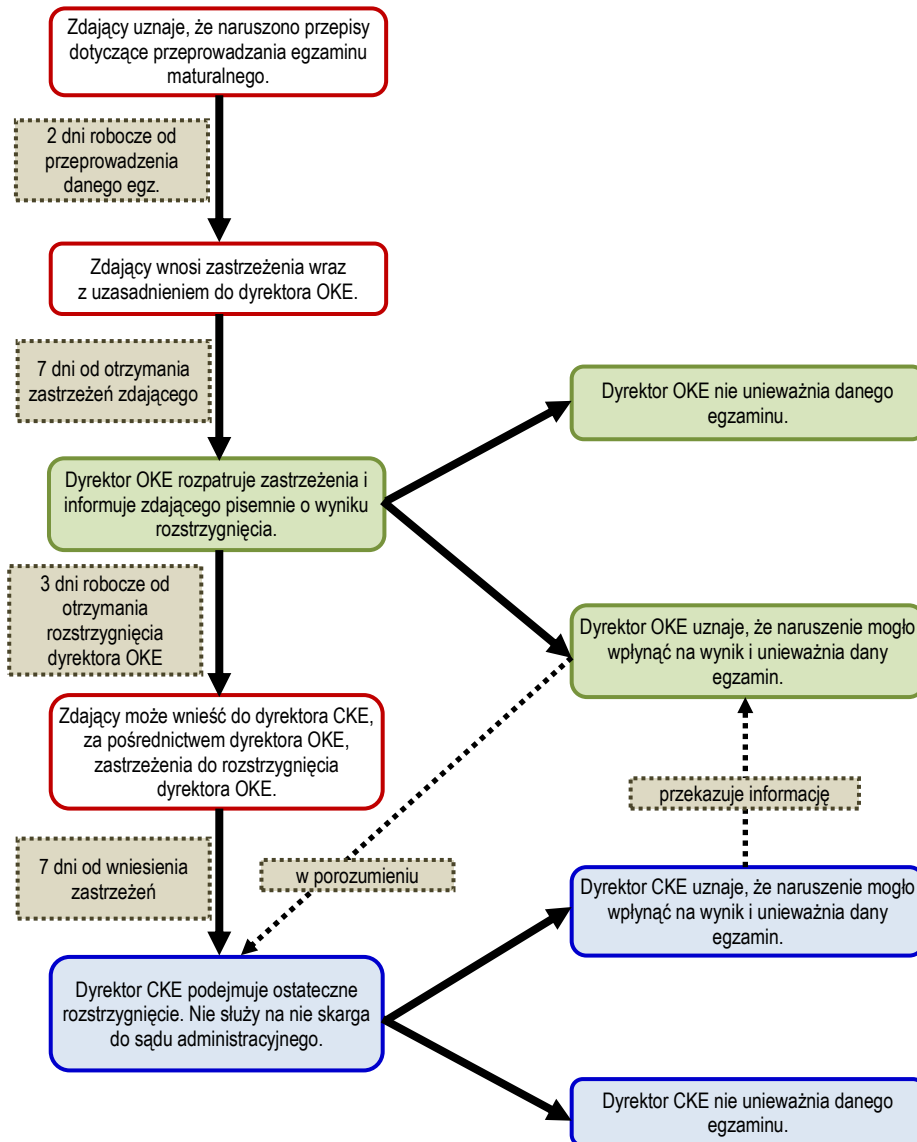 Zdający uznaje, że naruszono przepisy
dotyczące przeprowadzania egzaminu
maturalnego.
2 dni robocze od
przeprowadzenia
danego egz.
Zdający wnosi zastrzeżenia wraz
z uzasadnieniem do dyrektora OKE.
7 dni od otrzymania
zastrzeżeń zdającego
Dyrektor OKE nie unieważnia danego
egzaminu.
Dyrektor OKE rozpatruje zastrzeżenia i
informuje zdającego pisemnie o wyniku
rozstrzygnięcia.
3 dni robocze od
otrzymania
rozstrzygnięcia
dyrektora OKE
Dyrektor OKE uznaje, że naruszenie mogło
wpłynąć na wynik i unieważnia dany
egzamin.
Zdający może wnieść do dyrektora CKE,
za pośrednictwem dyrektora OKE,
zastrzeżenia do rozstrzygnięcia
dyrektora OKE.
przekazuje informację
7 dni od wniesienia
zastrzeżeń
w porozumieniu
Dyrektor CKE uznaje, że naruszenie mogło
wpłynąć na wynik i unieważnia dany
egzamin.
Dyrektor CKE podejmuje ostateczne
rozstrzygnięcie. Nie służy na nie skarga
do sądu administracyjnego.
Dyrektor CKE nie unieważnia danego
egzaminu.